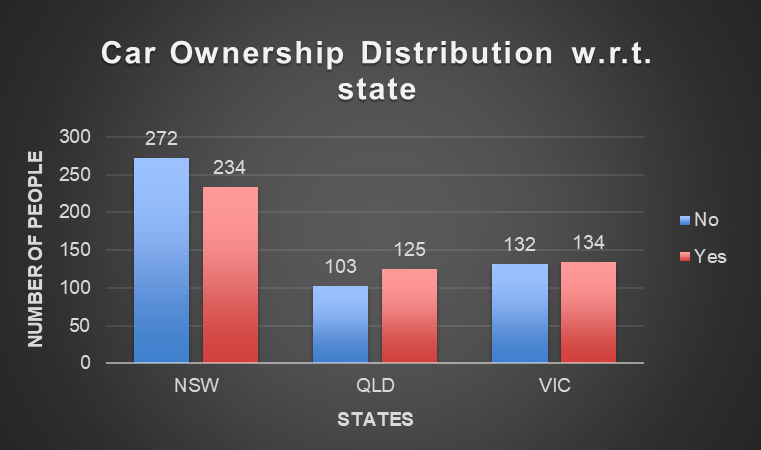 Car Ownership Distribution w.r.t.
state
NUMBER OF PEOPLE
300
250
200
150
100
50
0
272
234
103
125
132
134
NSW
QLD
VIC
STATES
No
Yes